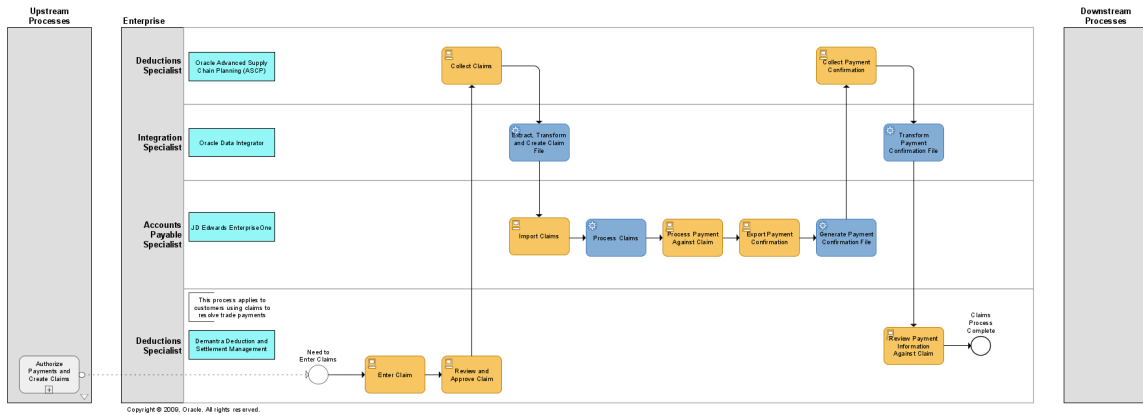 Upstream
Processes
Enterprise
Downstream
Processes
Deductions
Specialist
Oracle Advanced Supply
Chain Planning (ASCP)
Collect Claims
Collect Payment
Confirmation
Integration
Specialist
Oracle Data Integrator
Extract, Transform
and Create Claim
File
Transform
Payment
Confirmation File
Accounts
Payable
Specialist
JD Edwards EnterpriseOne
Import Claims
Process Claims
Process Payment
Against Claim
Export Payment
Confirmation
Generate Payment
Confirmation File
This process applies to
customers using claims to
resolve trade payments
Deductions
Specialist
Demantra Deduction and
Settlement Management
Authorize
Payments and
Create Claims
Need to
Enter Claims
Enter Claim
Review and
Approve Claim
Review Payment
Information
Against Claim
Claims
Process
Complete
Copyright © 2009, Oracle. All rights reserved.